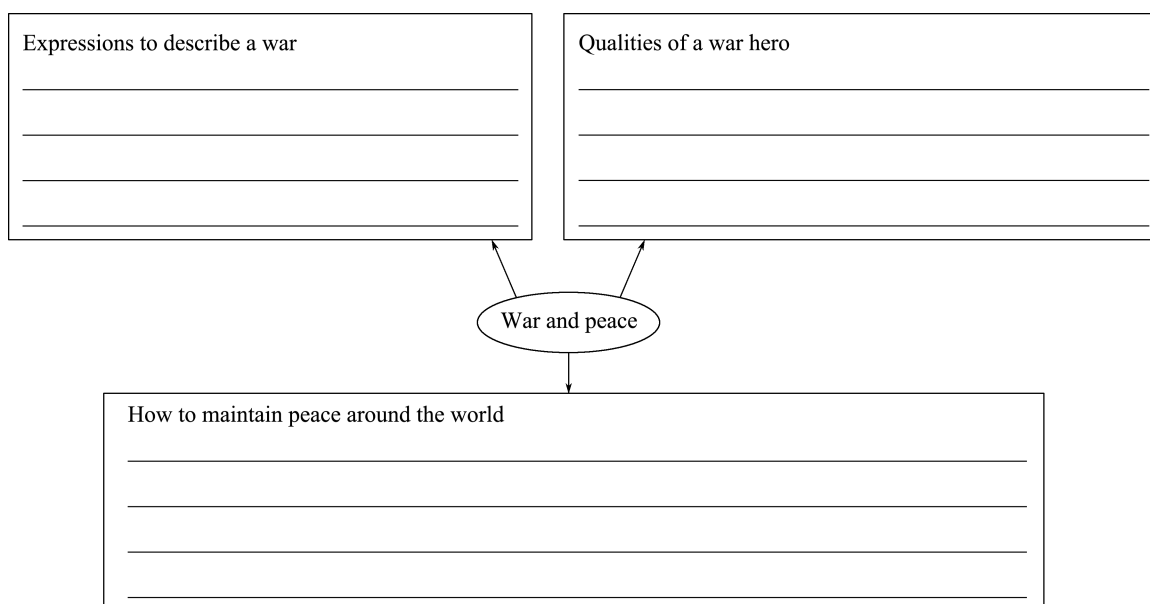 Expressions to describe a war
Qualities of a war hero
War and peace
How to maintain peace around the world